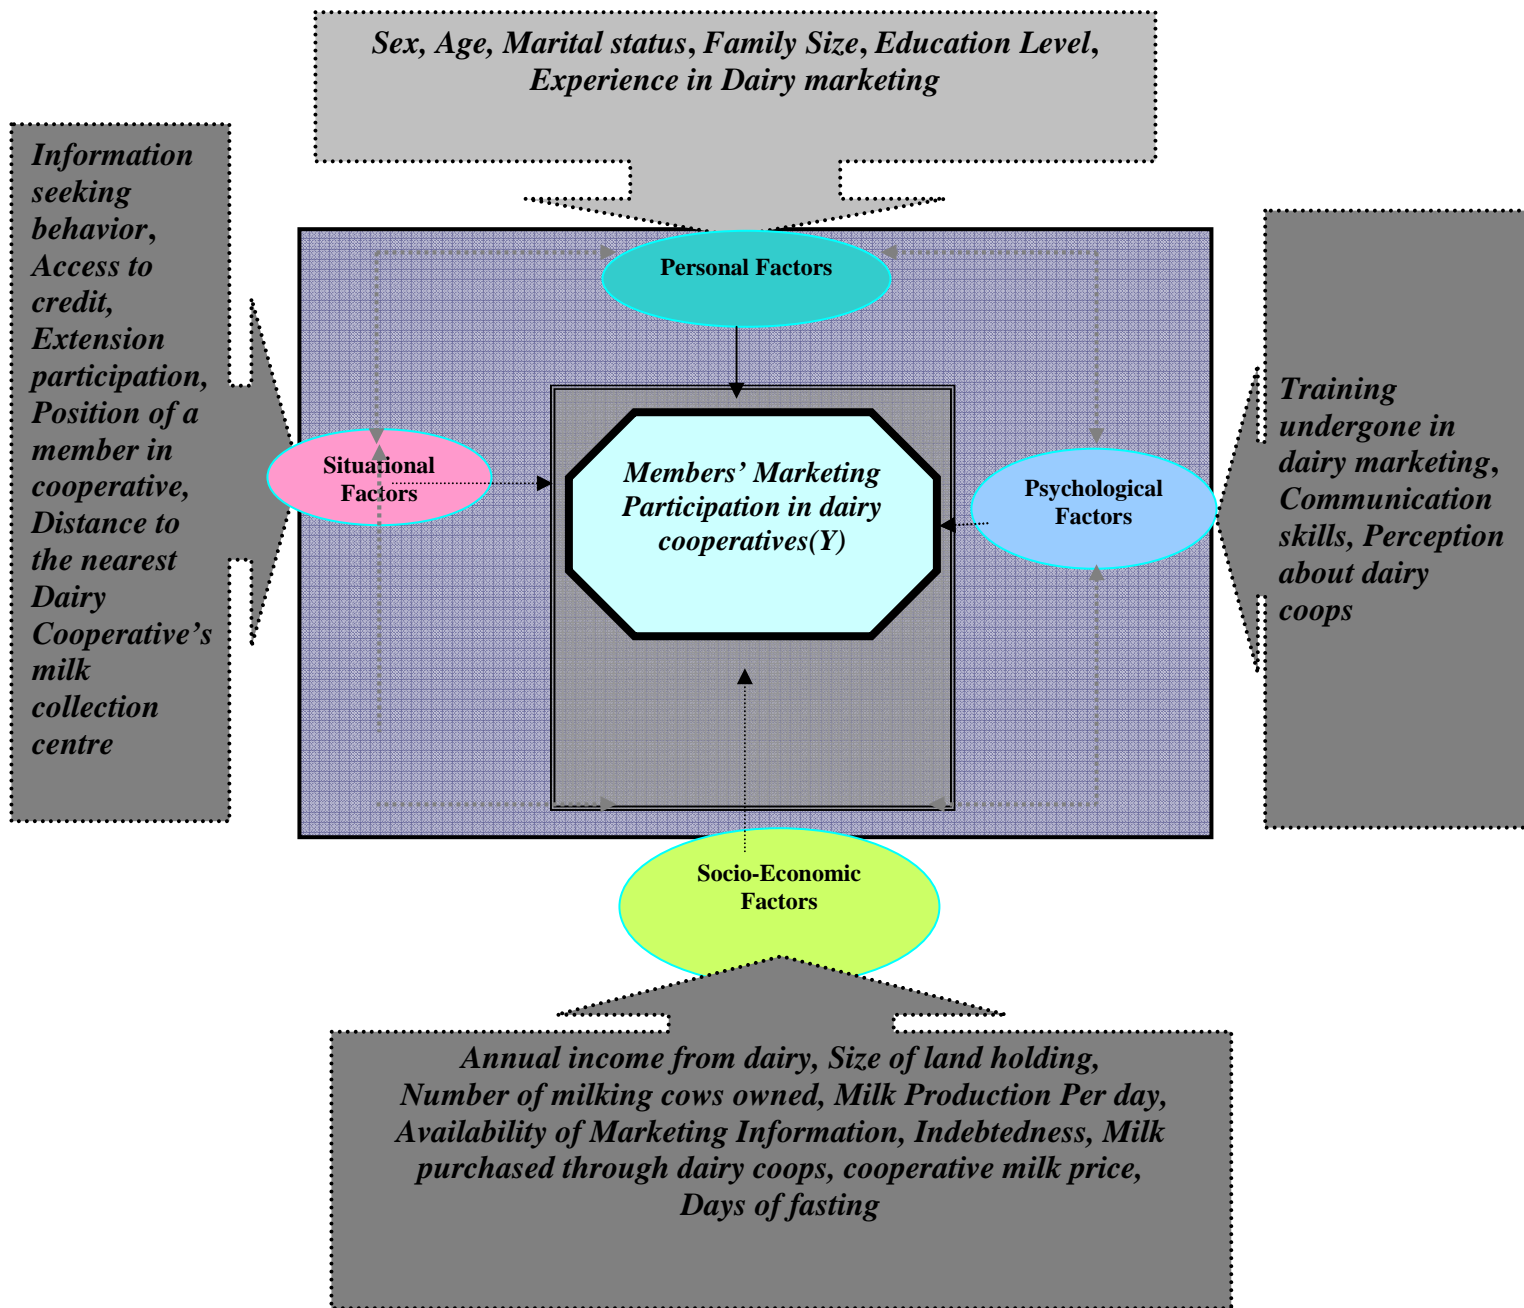 Sex, Age, Marital status, Family Size, Education Level,
Experience in Dairy marketing
Information
seeking
behavior,
Access to
credit,
Extension
participation,
Position of a
member in
cooperative,
Distance to
the nearest
Dairy
Cooperative’s
milk
collection
centre
Personal Factors
Situational
Factors
Members’ Marketing
Participation in dairy
cooperatives(Y)
Psychological
Factors
Training
undergone in
dairy marketing,
Communication
skills, Perception
about dairy
coops
Socio-Economic
Factors
Annual income from dairy, Size of land holding,
Number of milking cows owned, Milk Production Per day,
Availability of Marketing Information, Indebtedness, Milk
purchased through dairy coops, cooperative milk price,
Days of fasting